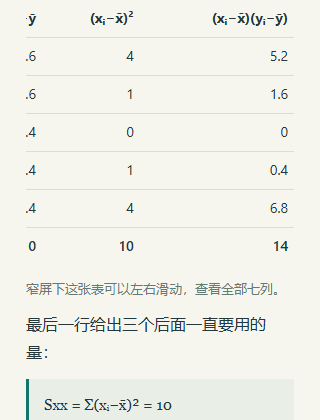 ·ȳ (xᵢ−x̄)² (xᵢ−x̄)(yᵢ−ȳ)
.6 4 5.2
.6 1 1.6
.4 0 0
.4 1 0.4
.4 4 6.8
0 10 14
窄屏下这张表可以左右滑动，查看全部七列。
最后一行给出三个后面一直要用的
量：
Sxx = Σ(xᵢ−x̄)² = 10